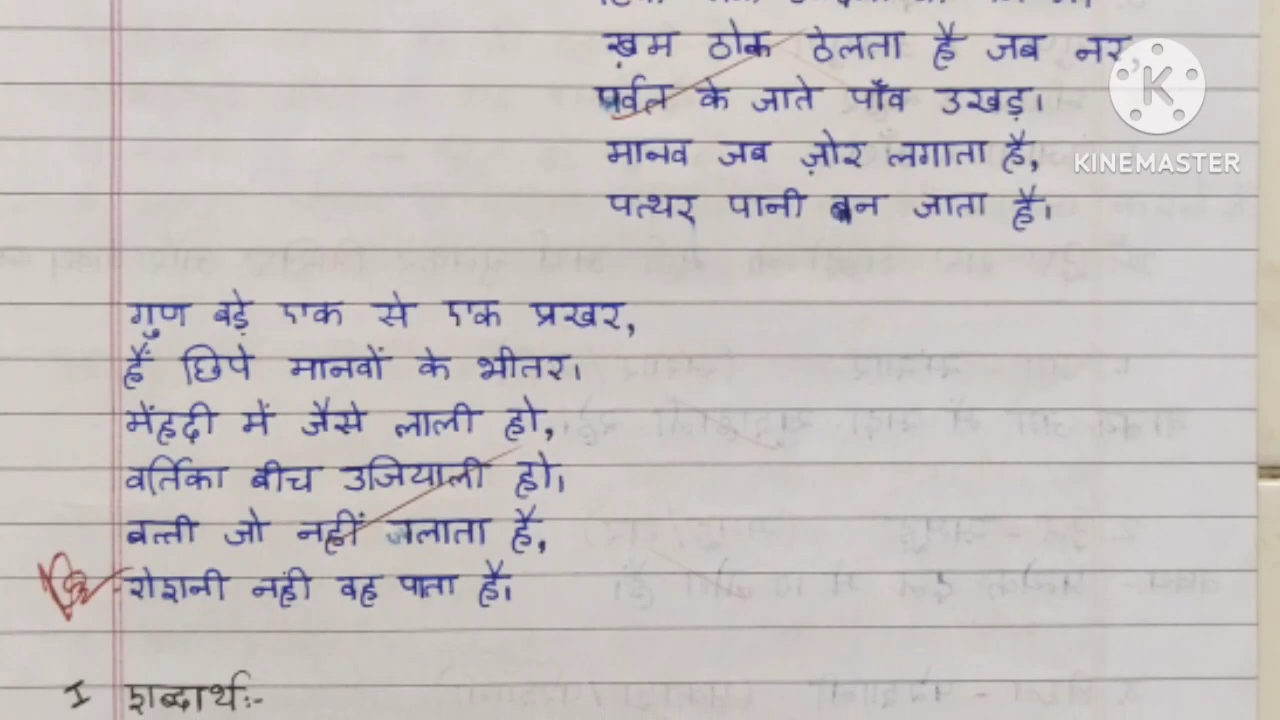 ख़म ठोक ठेलता है जब नर,
पर्वत के जाते पाँव उखड़।
मानव जब ज़ोर लगाता है,
पत्थर पानी बन जाता है।
K
KINEMASTER
गुण बड़े एक से एक प्रखर,
हैं छिपे मानवों के भीतर।
मेंहदी में जैसे लाली हो,
वर्तिका बीच उजियाली हो।
बत्ती जो नहीं जलाता है,
रोशनी नहीं वह पाता है।
I शब्दार्थ:-